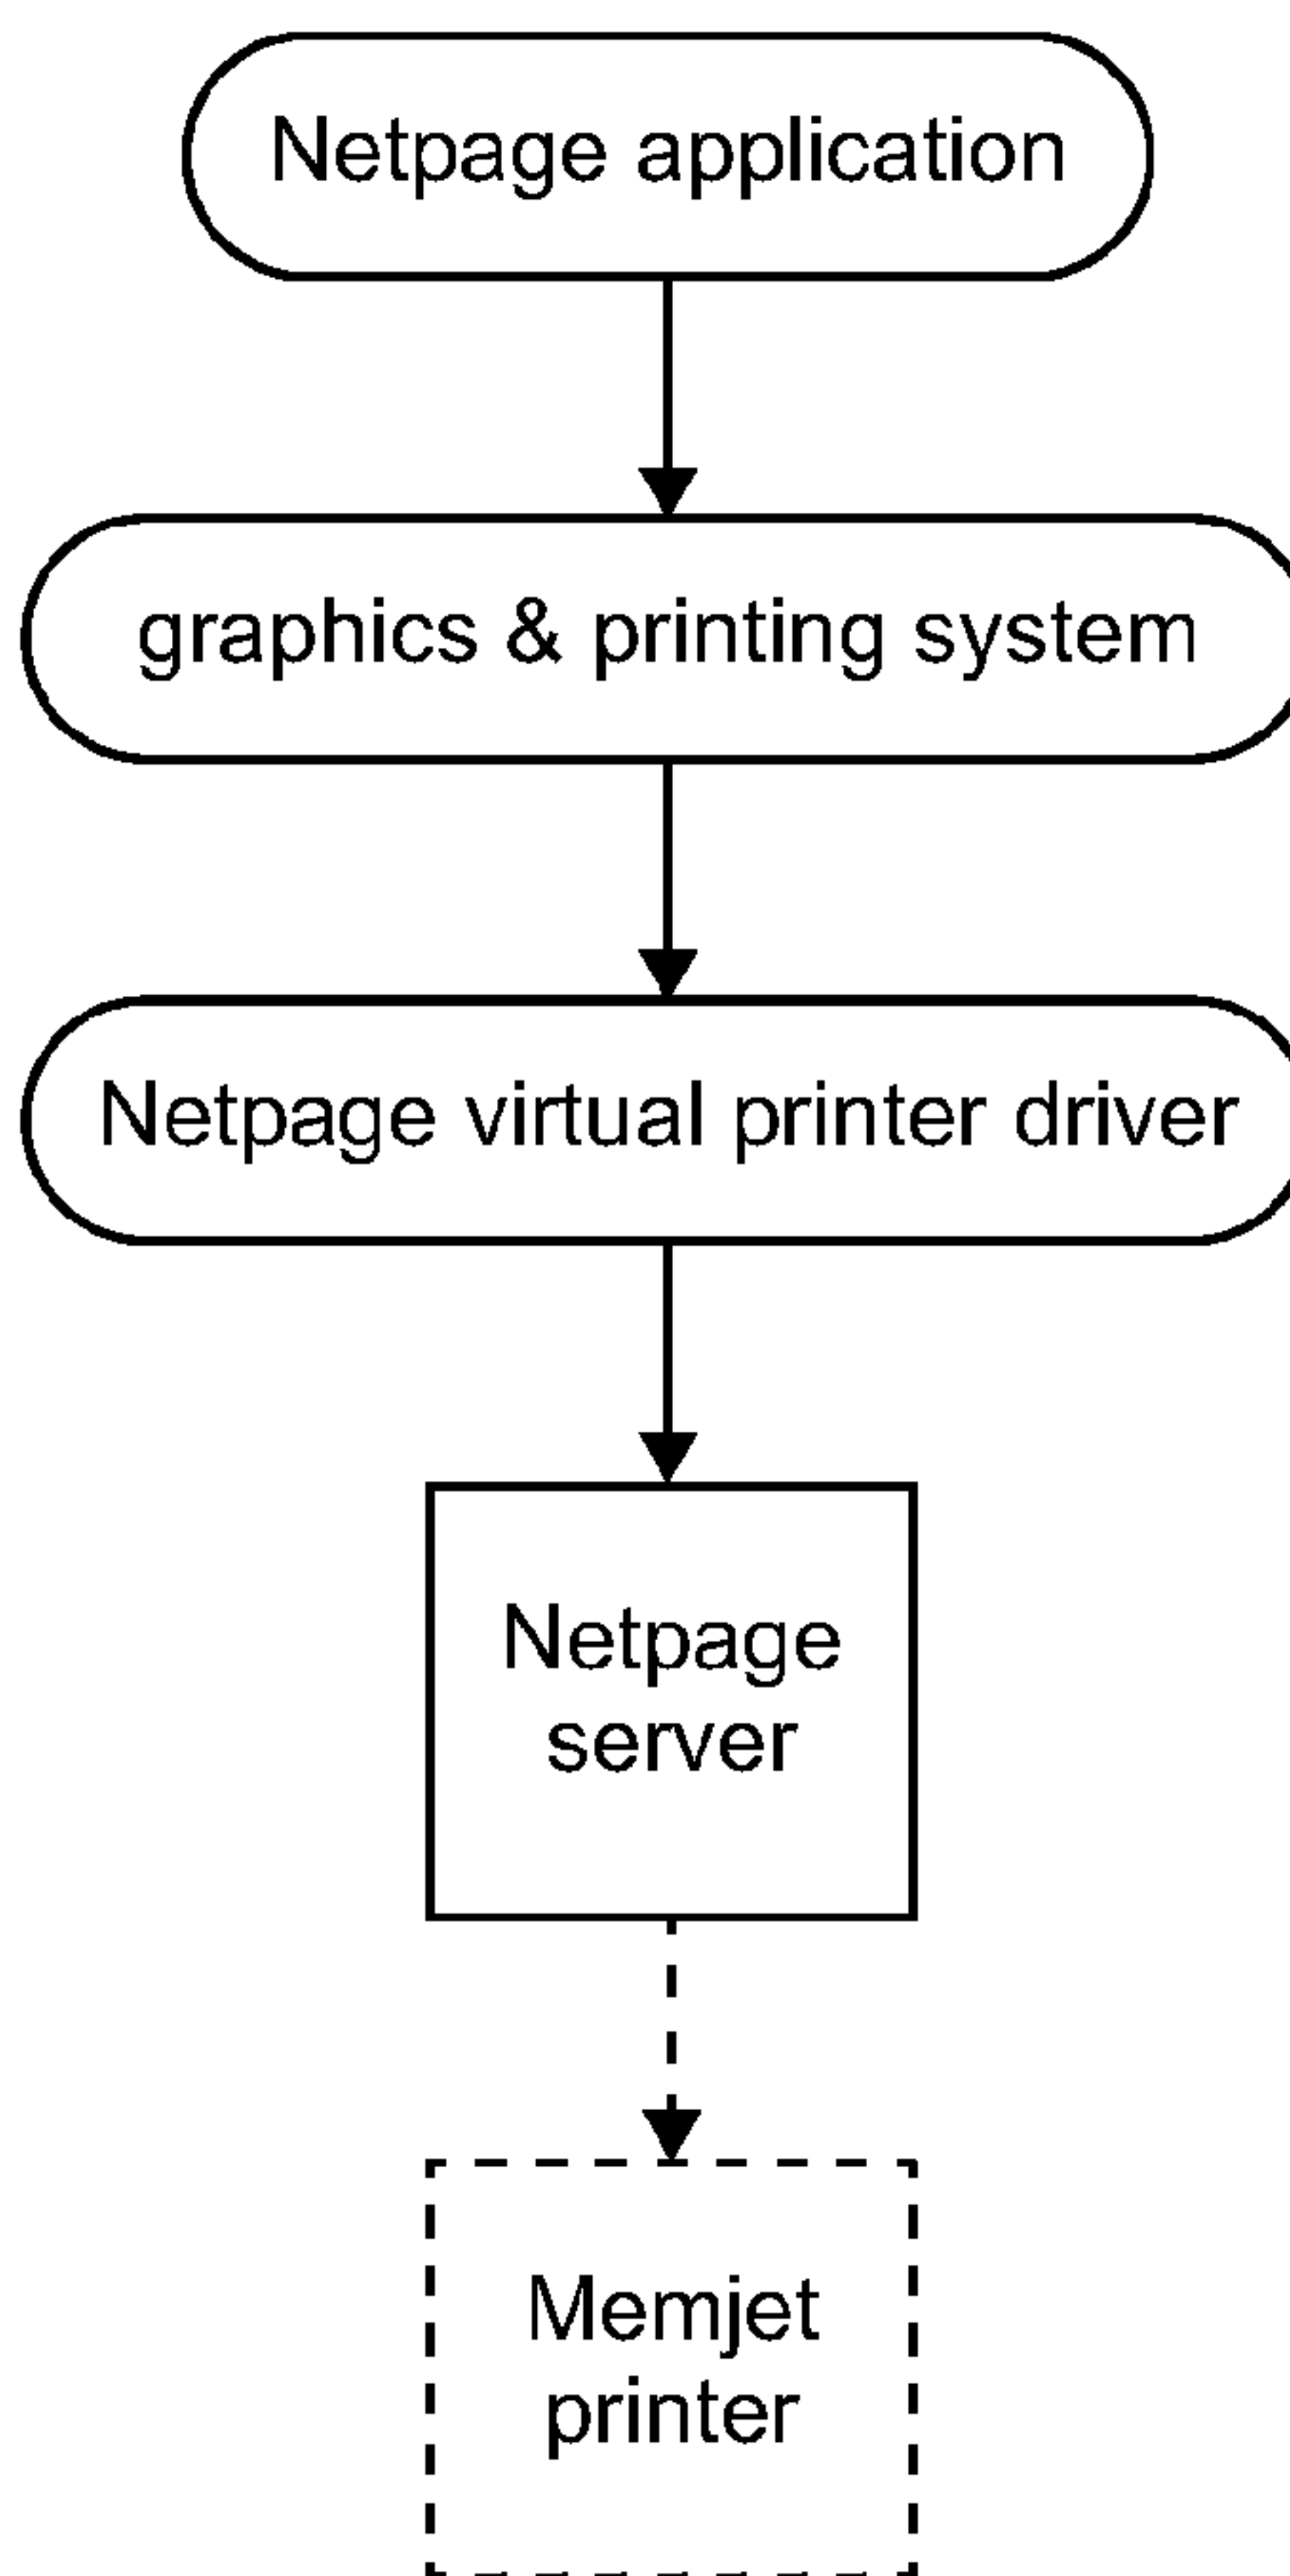 Netpage application
graphics & printing system
Netpage virtual printer driver
Netpage
server
Memjet
printer